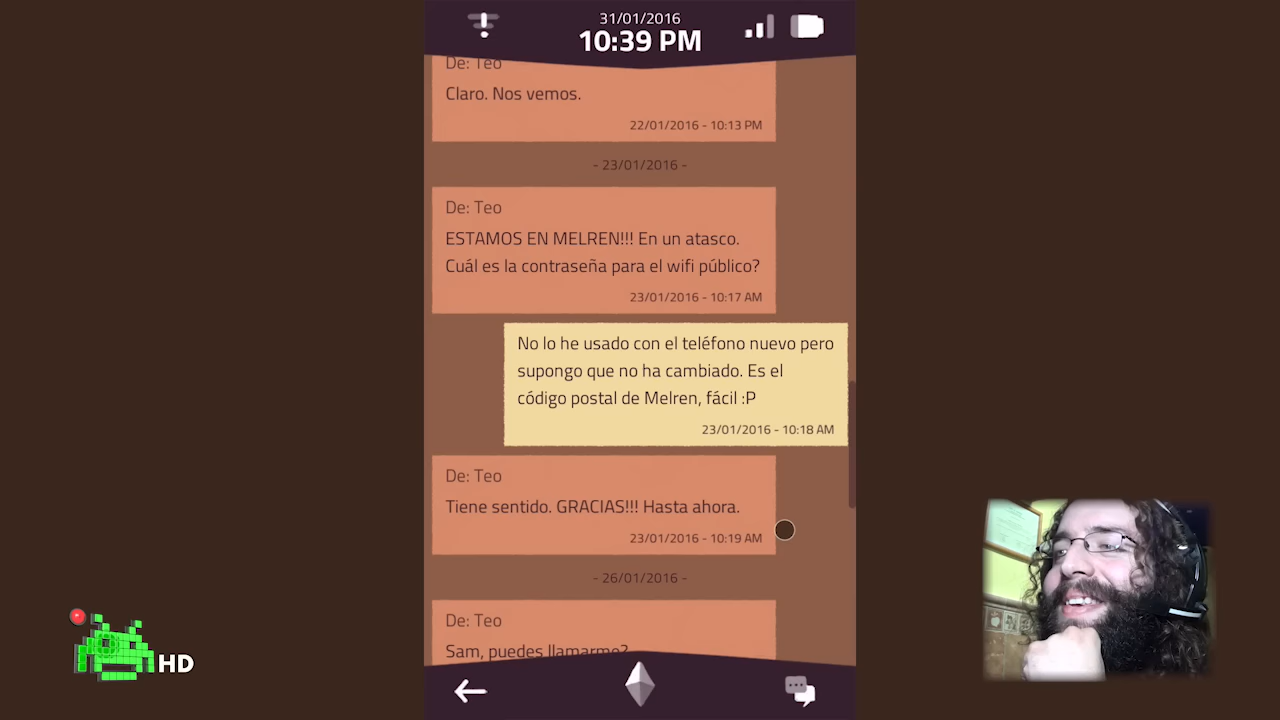 31/01/2016
10:39 PM
De: Teo
Claro. Nos vemos.
22/01/2016 - 10:13 PM
- 23/01/2016 -
De: Teo
ESTAMOS EN MELREN!!! En un atasco.
Cuál es la contraseña para el wifi público?
23/01/2016 - 10:17 AM
No lo he usado con el teléfono nuevo pero
supongo que no ha cambiado. Es el
código postal de Melren, fácil :P
23/01/2016 - 10:18 AM
De: Teo
Tiene sentido. GRACIAS!!! Hasta ahora.
23/01/2016 - 10:19 AM
- 26/01/2016 -
De: Teo
Sam, puedes llamarme?
HD